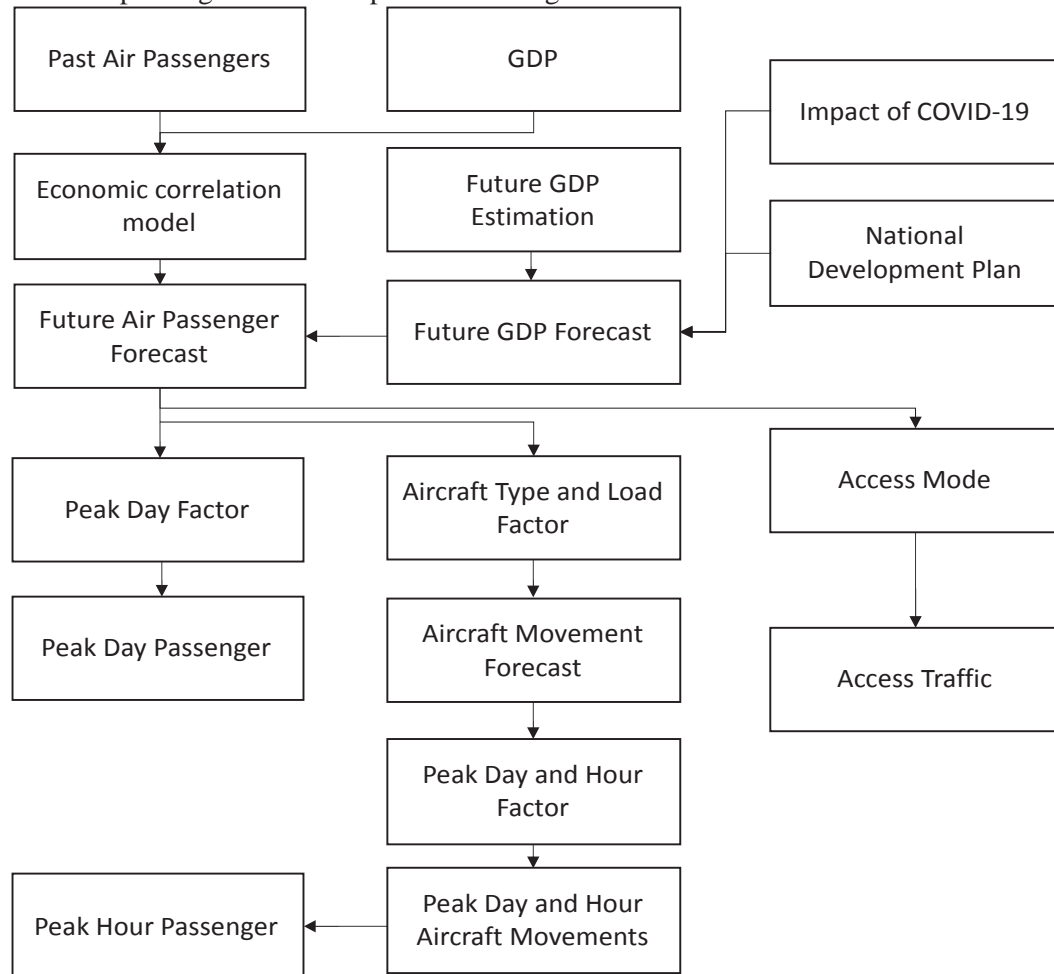 Past Air Passengers
GDP
Impact of COVID-19
Economic correlation
model
Future GDP
Estimation
National
Development Plan
Future Air Passenger
Forecast
Future GDP Forecast
Peak Day Factor
Aircraft Type and Load
Factor
Access Mode
Peak Day Passenger
Aircraft Movement
Forecast
Access Traffic
Peak Day and Hour
Factor
Peak Hour Passenger
Peak Day and Hour
Aircraft Movements